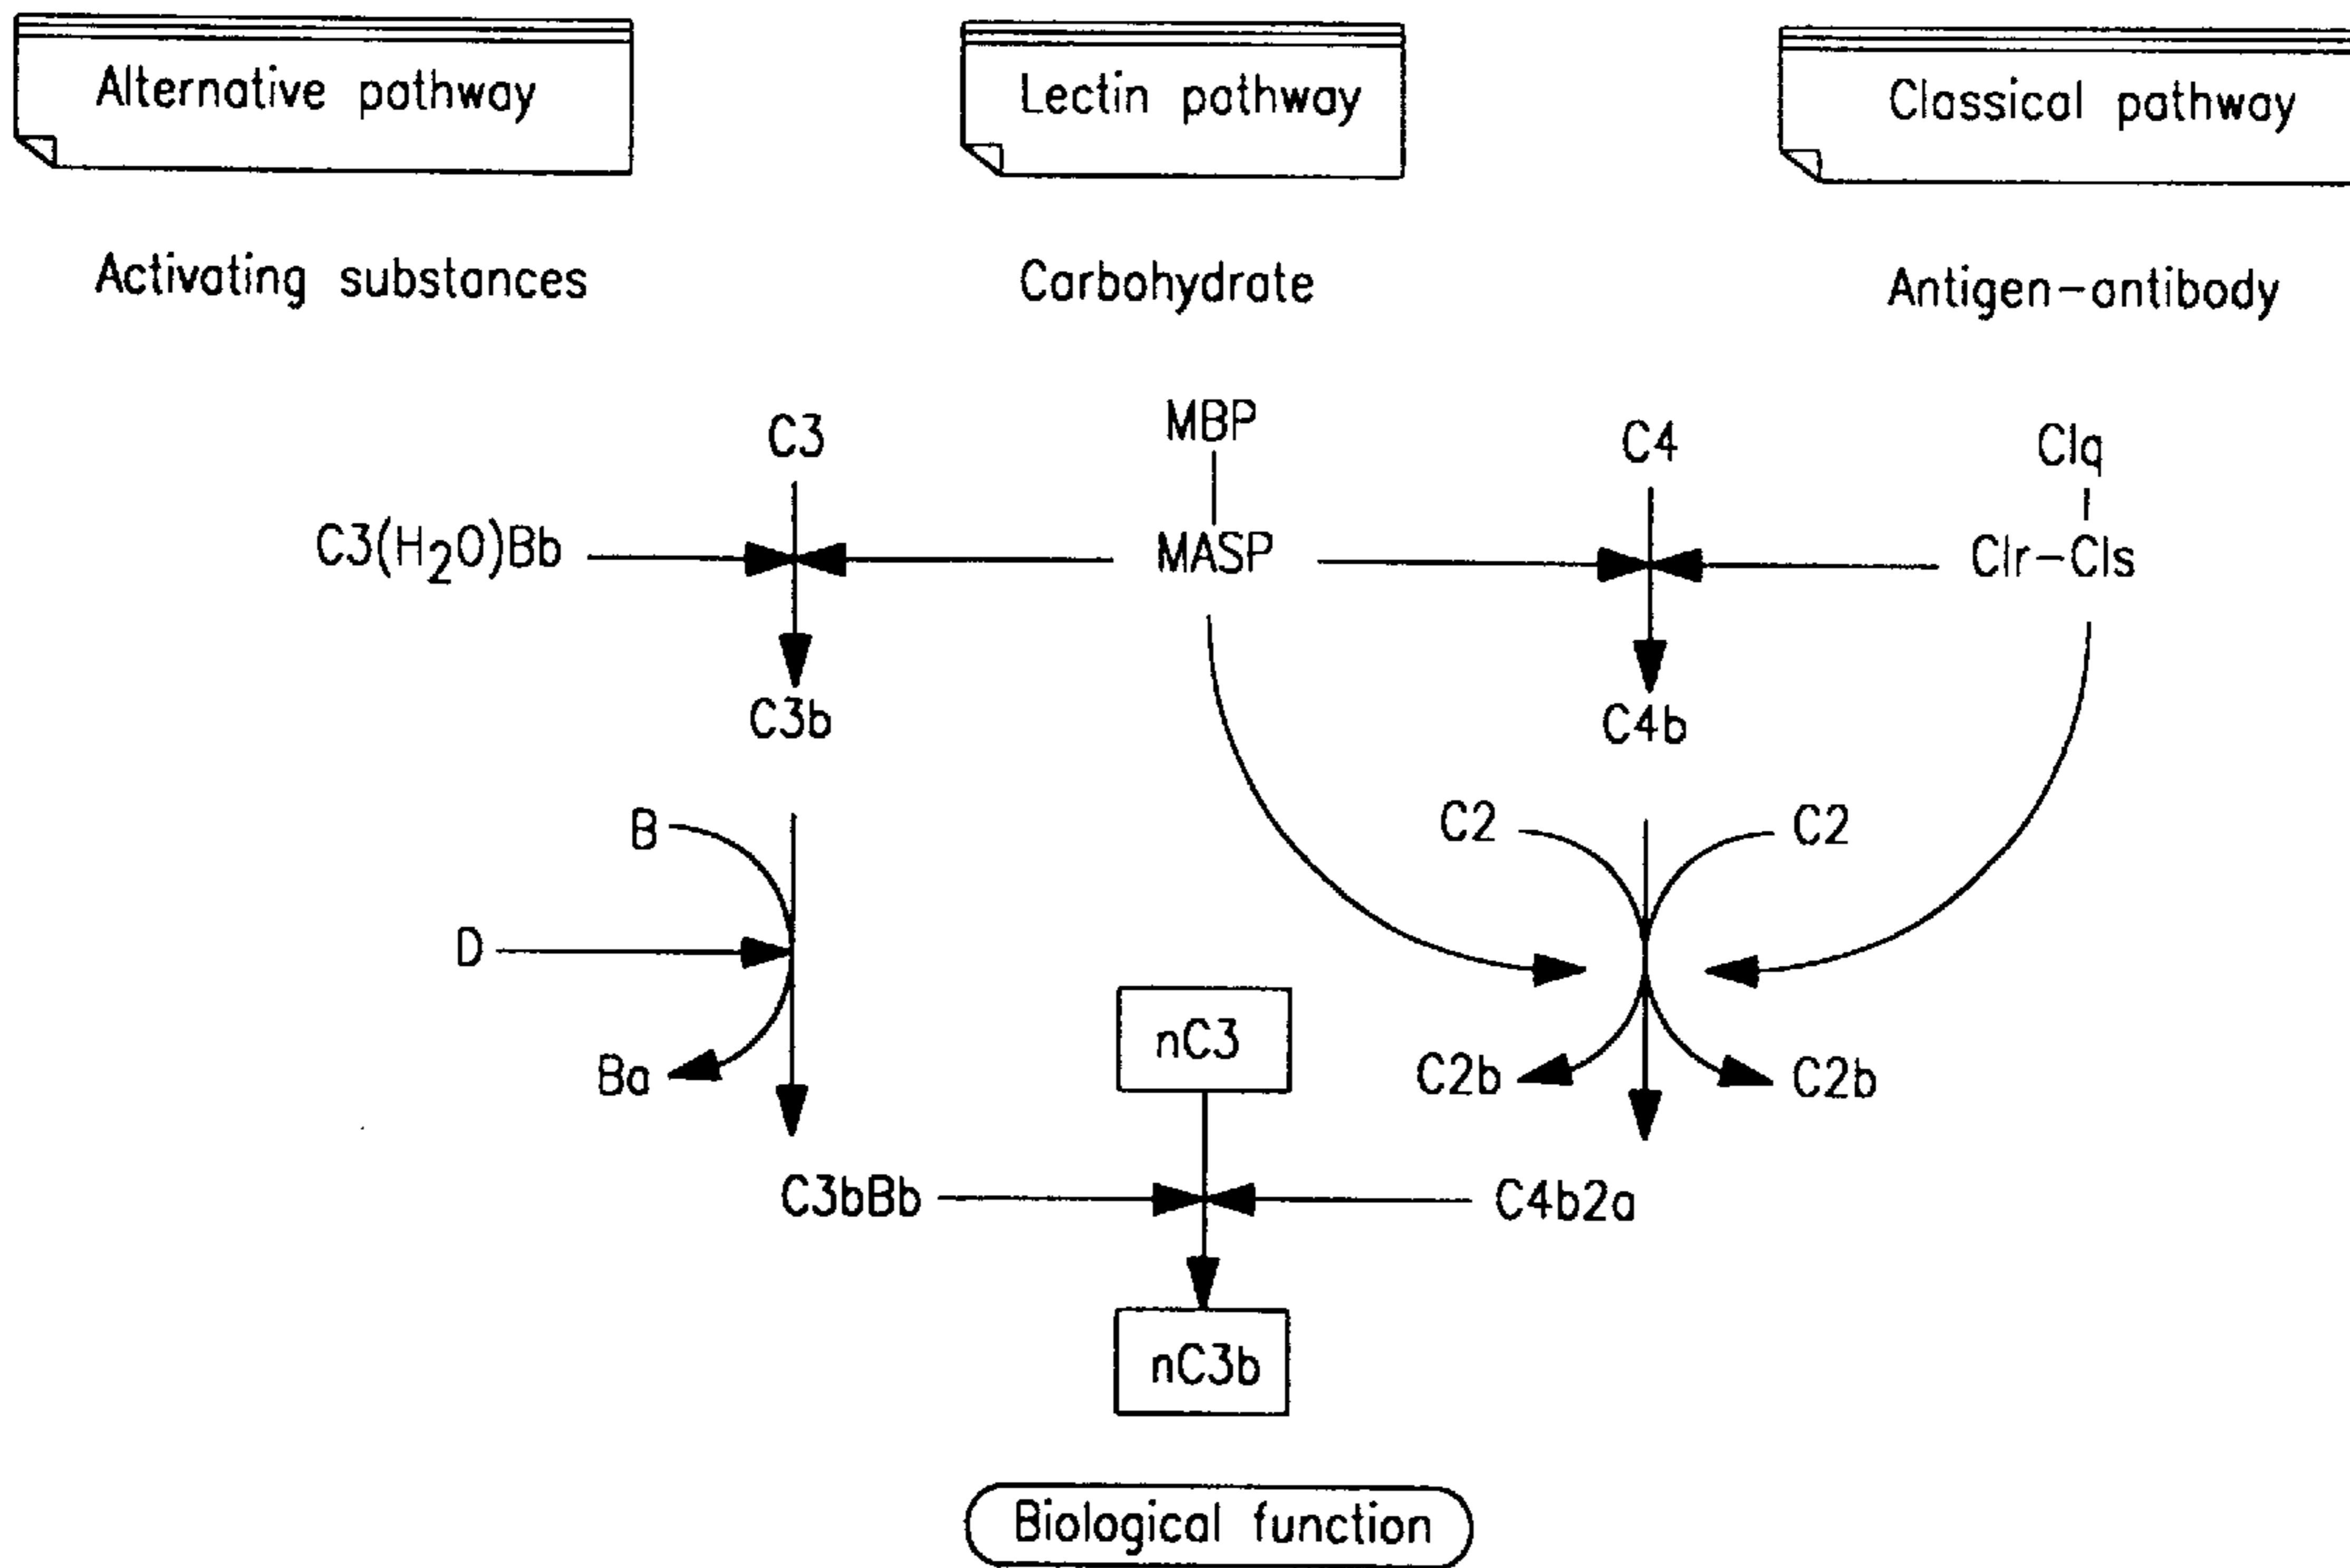 Alternative pathway
Lectin pathway
Classical pathway
Activating substances
Carbohydrate
Antigen-antibody
C3
MBP
C4
Clq
C3(H2O)Bb
MASP
Clr-Cls
C3b
C4b
B
C2
C2
D
nC3
Ba
C2b
C2b
C3bBb
C4b2a
nC3b
Biological function